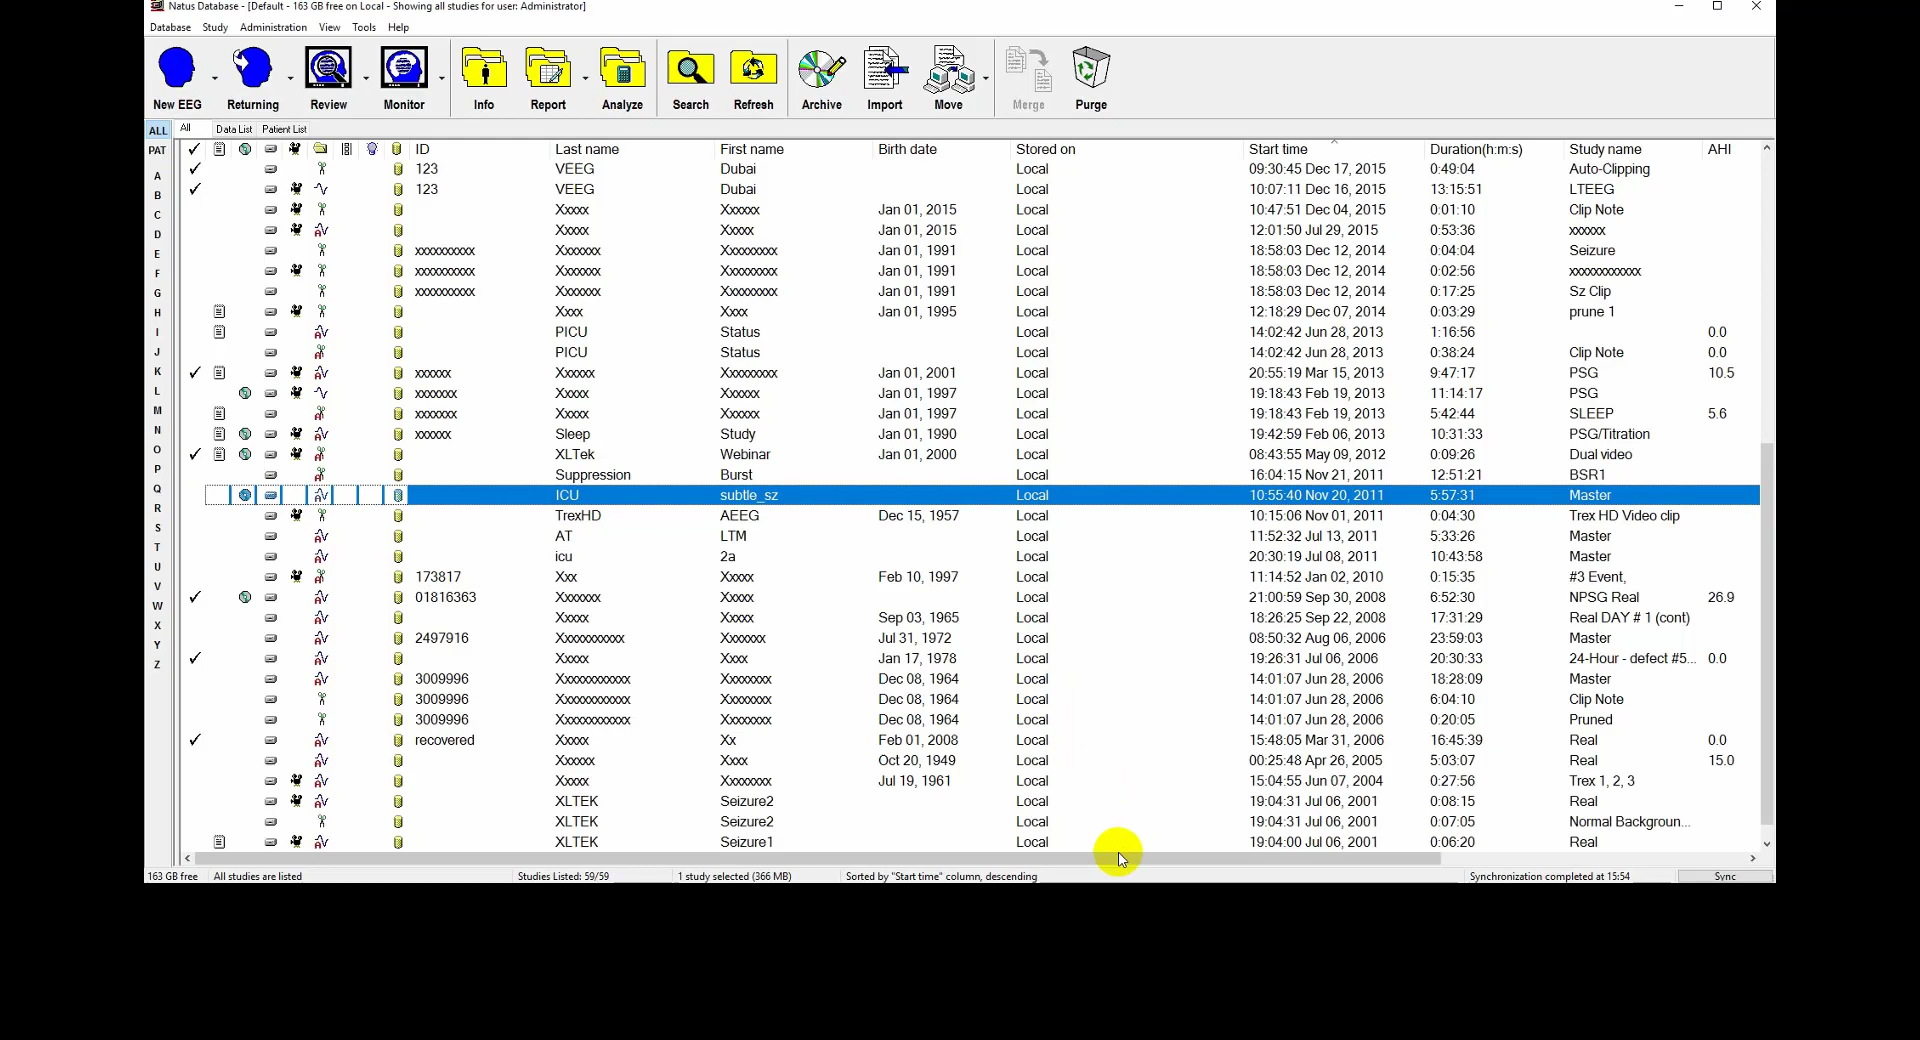 Natus Database - [Default - 163 GB free on Local - Showing all studies for user: Administrator]
Database Study Administration View Tools Help
New EEG Returning Review Monitor Info Report Analyze Search Refresh Archive Import Move Merge Purge
ALL All Data List Patient List
PAT ID Last name First name Birth date Stored on Start time Duration(h:m:s) Study name AHI
123 VEEG Dubai Local 09:30:45 Dec 17, 2015 0:49:04 Auto-Clipping
A
B 123 VEEG Dubai Local 10:07:11 Dec 16, 2015 13:15:51 LTEEG
C Xxxxx Xxxxxx Jan 01, 2015 Local 10:47:51 Dec 04, 2015 0:01:10 Clip Note
D Xxxxx Xxxxx Jan 01, 2015 Local 12:01:50 Jul 29, 2015 0:53:36 xxxxxx
E xxxxxxxxxx Xxxxxxx Xxxxxxxx Jan 01, 1991 Local 18:58:03 Dec 12, 2014 0:04:04 Seizure
F xxxxxxxxxx Xxxxxxx Xxxxxxxx Jan 01, 1991 Local 18:58:03 Dec 12, 2014 0:02:56 xxxxxxxxxxxx
G xxxxxxxxxx Xxxxxxx Xxxxxxxx Jan 01, 1991 Local 18:58:03 Dec 12, 2014 0:17:25 Sz Clip
H Xxxx Xxxx Jan 01, 1995 Local 12:18:29 Dec 07, 2014 0:03:29 prune 1
I PICU Status Local 14:02:42 Jun 28, 2013 1:16:56 0.0
J PICU Status Local 14:02:42 Jun 28, 2013 0:38:24 Clip Note 0.0
K xxxxxx Xxxxxx Xxxxxxxx Jan 01, 2001 Local 20:55:19 Mar 15, 2013 9:47:17 PSG 10.5
L xxxxxxx Xxxxx Xxxxxx Jan 01, 1997 Local 19:18:43 Feb 19, 2013 11:14:17 PSG
M xxxxxxx Xxxxx Xxxxxx Jan 01, 1997 Local 19:18:43 Feb 19, 2013 5:42:44 SLEEP 5.6
N xxxxxx Sleep Study Jan 01, 1990 Local 19:42:59 Feb 06, 2013 10:31:33 PSG/Titration
O XLTek Webinar Jan 01, 2000 Local 08:43:55 May 09, 2012 0:09:26 Dual video
P Suppression Burst Local 16:04:15 Nov 21, 2011 12:51:21 BSR1
Q ICU subtle_sz Local 10:55:40 Nov 20, 2011 5:57:31 Master
R TrexHD AEEG Dec 15, 1957 Local 10:15:06 Nov 01, 2011 0:04:30 Trex HD Video clip
S AT LTM Local 11:52:32 Jul 13, 2011 5:33:26 Master
T icu 2a Local 20:30:19 Jul 08, 2011 10:43:58 Master
U 173817 Xxx Xxxxx Feb 10, 1997 Local 11:14:52 Jan 02, 2010 0:15:35 #3 Event,
V 01816363 Xxxxxxx Xxxxx Local 21:00:59 Sep 30, 2008 6:52:30 NPSG Real 26.9
W Xxxxx Xxxxx Sep 03, 1965 Local 18:26:25 Sep 22, 2008 17:31:29 Real DAY # 1 (cont)
X 2497916 Xxxxxxxxxxx Xxxxxxx Jul 31, 1972 Local 08:50:32 Aug 06, 2006 23:59:03 Master
Y Xxxxx Xxxx Jan 17, 1978 Local 19:26:31 Jul 06, 2006 20:30:33 24-Hour - defect #5... 0.0
Z 3009996 Xxxxxxxxxxxx Xxxxxxx Dec 08, 1964 Local 14:01:07 Jun 28, 2006 18:28:09 Master
3009996 Xxxxxxxxxxxx Xxxxxxx Dec 08, 1964 Local 14:01:07 Jun 28, 2006 6:04:10 Clip Note
3009996 Xxxxxxxxxxxx Xxxxxxx Dec 08, 1964 Local 14:01:07 Jun 28, 2006 0:20:05 Pruned
recovered Xxxxx Xx Feb 01, 2008 Local 15:48:05 Mar 31, 2006 16:45:39 Real 0.0
Xxxxxx Xxxx Oct 20, 1949 Local 00:25:48 Apr 26, 2005 5:03:07 Real 15.0
Xxxxx Xxxxxxx Jul 19, 1961 Local 15:04:55 Jun 07, 2004 0:27:56 Trex 1, 2, 3
XLTEK Seizure2 Local 19:04:31 Jul 06, 2001 0:08:15 Real
XLTEK Seizure2 Local 19:04:31 Jul 06, 2001 0:07:05 Normal Backgroun...
XLTEK Seizure1 Local 19:04:00 Jul 06, 2001 0:06:20 Real
163 GB free All studies are listed Studies Listed: 59/59 1 study selected (366 MB) Sorted by "Start time" column, descending Synchronization completed at 15:54 Sync